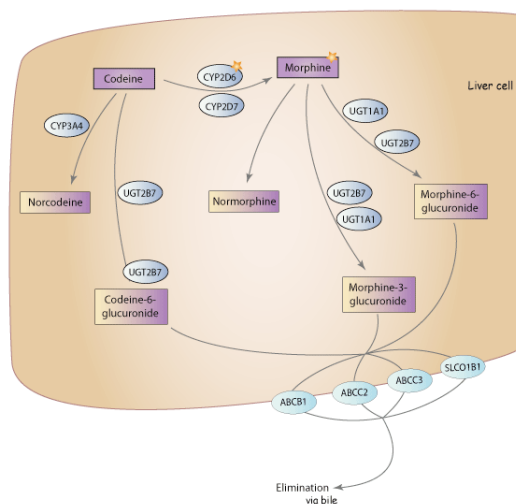 Codeine
CYP2D6
Morphine
CYP2D7
Liver cell
CYP3A4
UGT1A1
UGT2B7
UGT2B7
UGT2B7
UGT1A1
Norcodeine
Normorphine
Morphine-6-
glucuronide
UGT2B7
Codeine-6-
glucuronide
Morphine-3-
glucuronide
ABCB1
ABCC2
ABCC3
SLCO1B1
Elimination
via bile